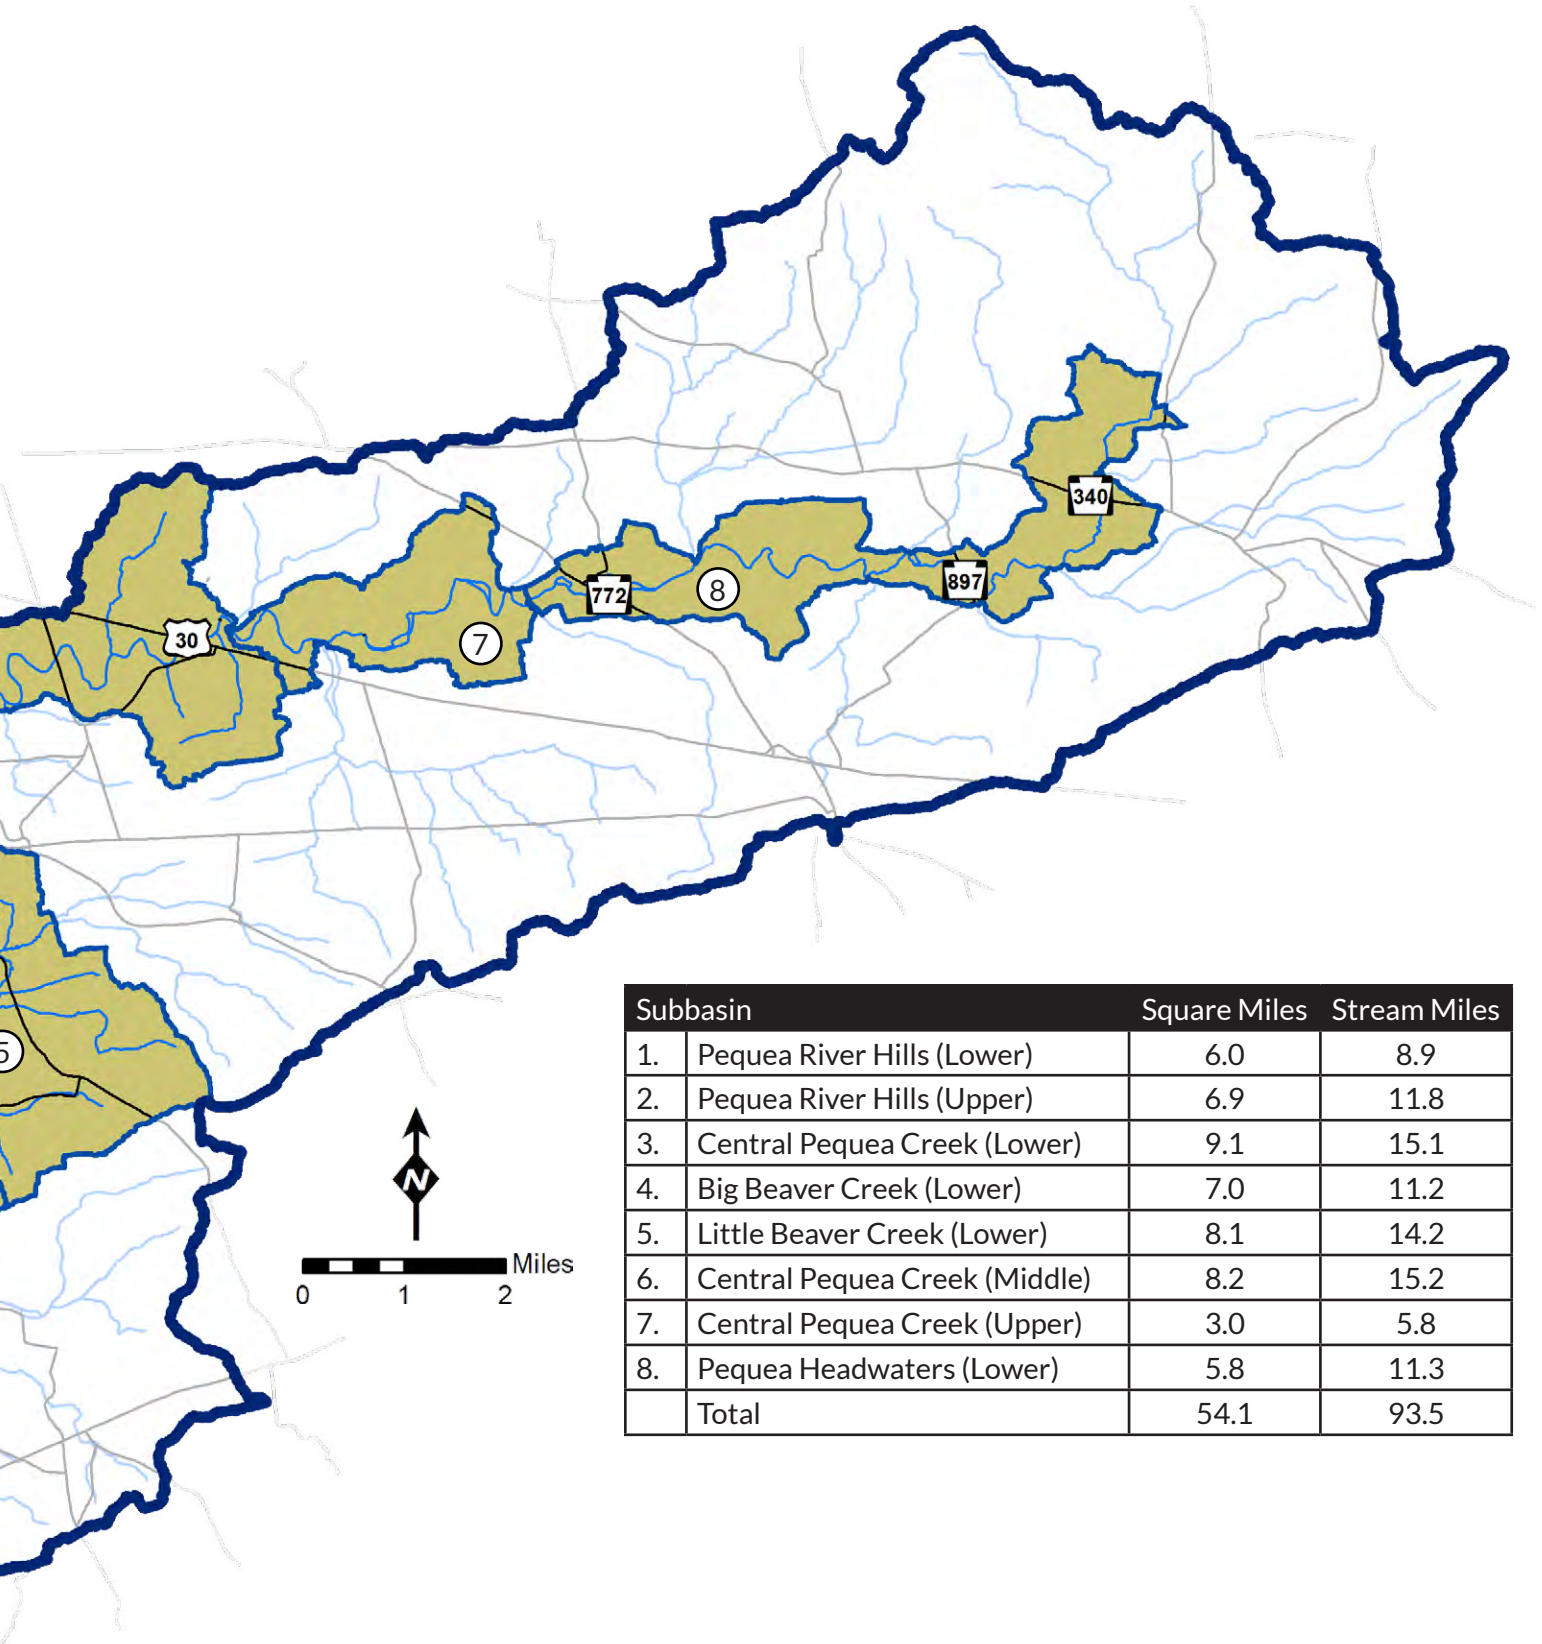 340
772
8
897
30
7
5
N
Miles
0 1 2
Subbasin Square Miles Stream Miles
1. Pequea River Hills (Lower) 6.0 8.9
2. Pequea River Hills (Upper) 6.9 11.8
3. Central Pequea Creek (Lower) 9.1 15.1
4. Big Beaver Creek (Lower) 7.0 11.2
5. Little Beaver Creek (Lower) 8.1 14.2
6. Central Pequea Creek (Middle) 8.2 15.2
7. Central Pequea Creek (Upper) 3.0 5.8
8. Pequea Headwaters (Lower) 5.8 11.3
Total 54.1 93.5